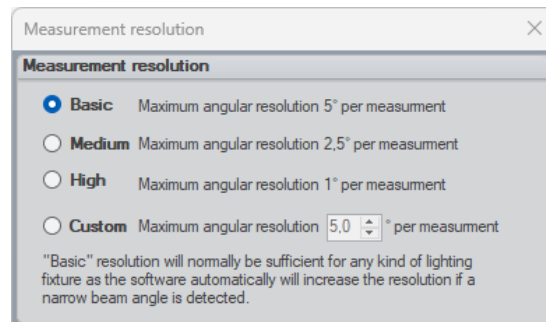 Measurement resolution
Measurement resolution
Basic Maximum angular resolution 5° per measurment
Medium Maximum angular resolution 2,5° per measurment
High Maximum angular resolution 1° per measurment
Custom Maximum angular resolution 5,0 ° per measurment
"Basic" resolution will normally be sufficient for any kind of lighting
fixture as the software automatically will increase the resolution if a
narrow beam angle is detected.